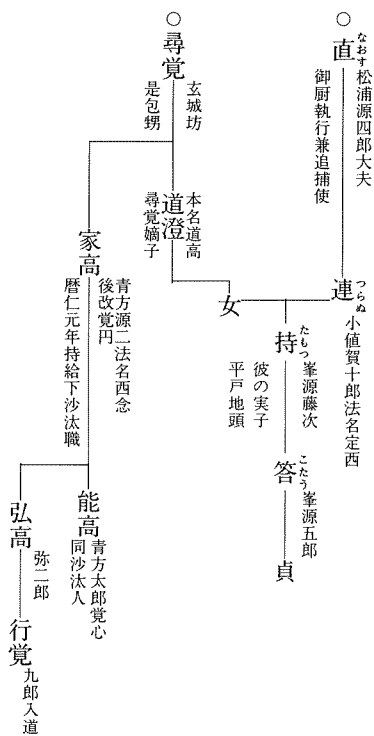 ○
直
なおす
松浦源四郎大夫
御厨執行兼追捕使
連
つらぬ
小値賀十郎法名定西
女
持
たもつ
峯源藤次
彼の実子
平戸地頭
答
こたう
峯源五郎
貞
○
尋覚
玄城坊
是包甥
道澄
本名道高
尋覚嫡子
家高
青方源二法名西念
後改覚円
暦仁元年持給下沙汰職
能高
青方太郎覚心
同沙汰人
弘高
弥二郎
行覚
九郎入道